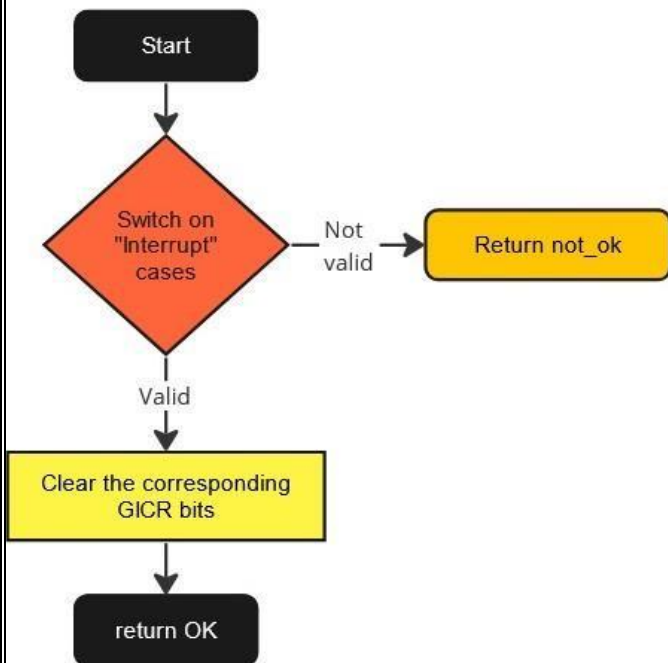 Start
Switch on
"Interrupt"
cases
Not
valid
Return not_ok
Valid
Clear the corresponding
GICR bits
return OK